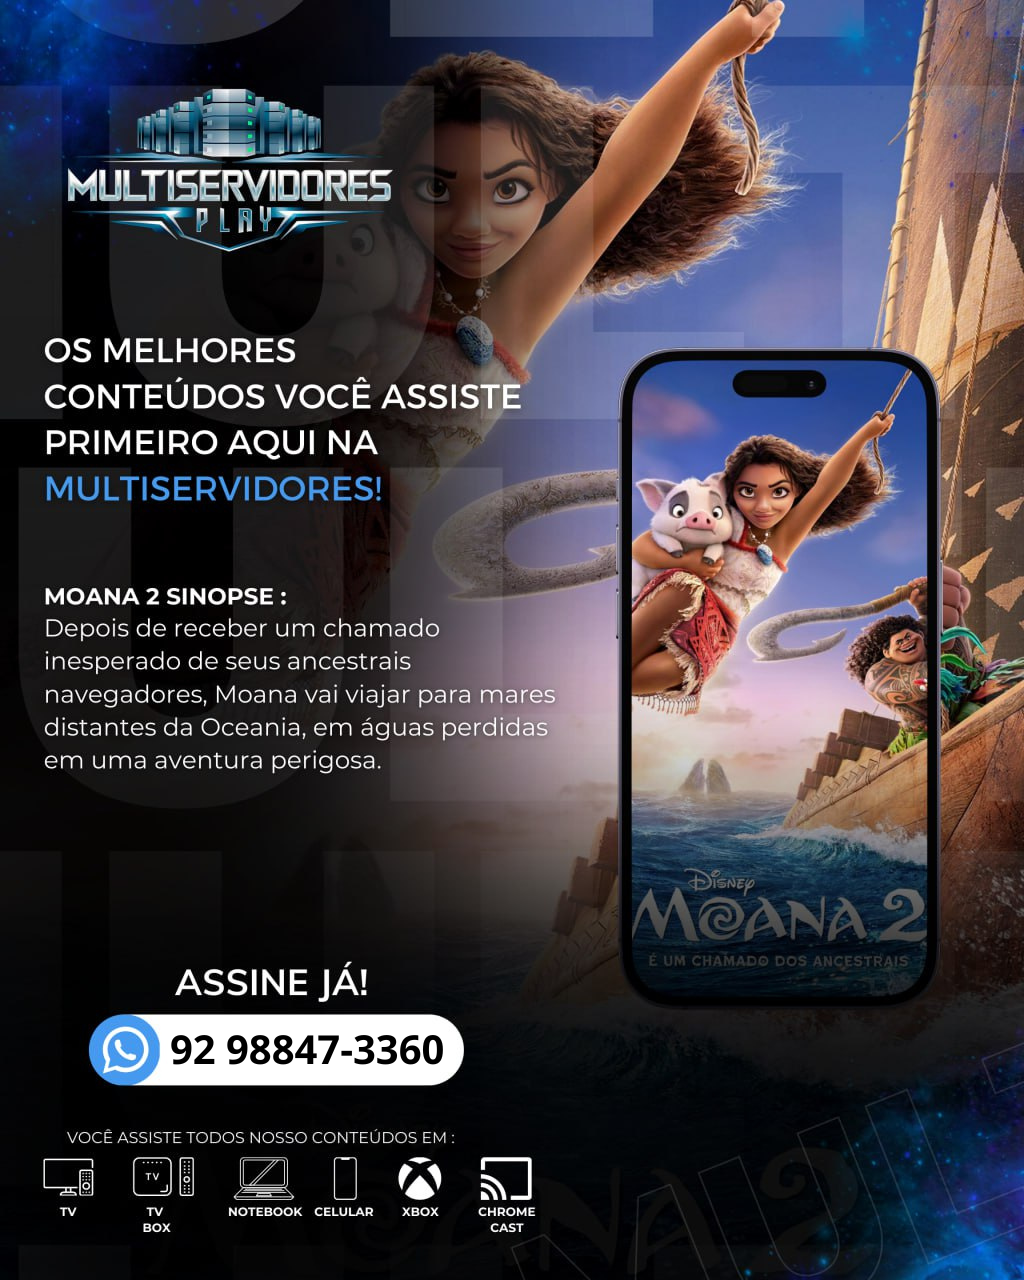 MULTISERVIDORES
PLAY
OS MELHORES
CONTEÚDOS VOCÊ ASSISTE
PRIMEIRO AQUI NA
MULTISERVIDORES!
MOANA 2 SINOPSE :
Depois de receber um chamado
inesperado de seus ancestrais
navegadores, Moana vai viajar para mares
distantes da Oceania, em águas perdidas
em uma aventura perigosa.
DISNEY
MOANA 2
É UM CHAMADO DOS ANCESTRAIS
ASSINE JÁ!
92 98847-3360
VOCÊ ASSISTE TODOS NOSSO CONTEÚDOS EM :
TV
TV
TV
BOX
NOTEBOOK
CELULAR
XBOX
CHROME
CAST
MOANA 2